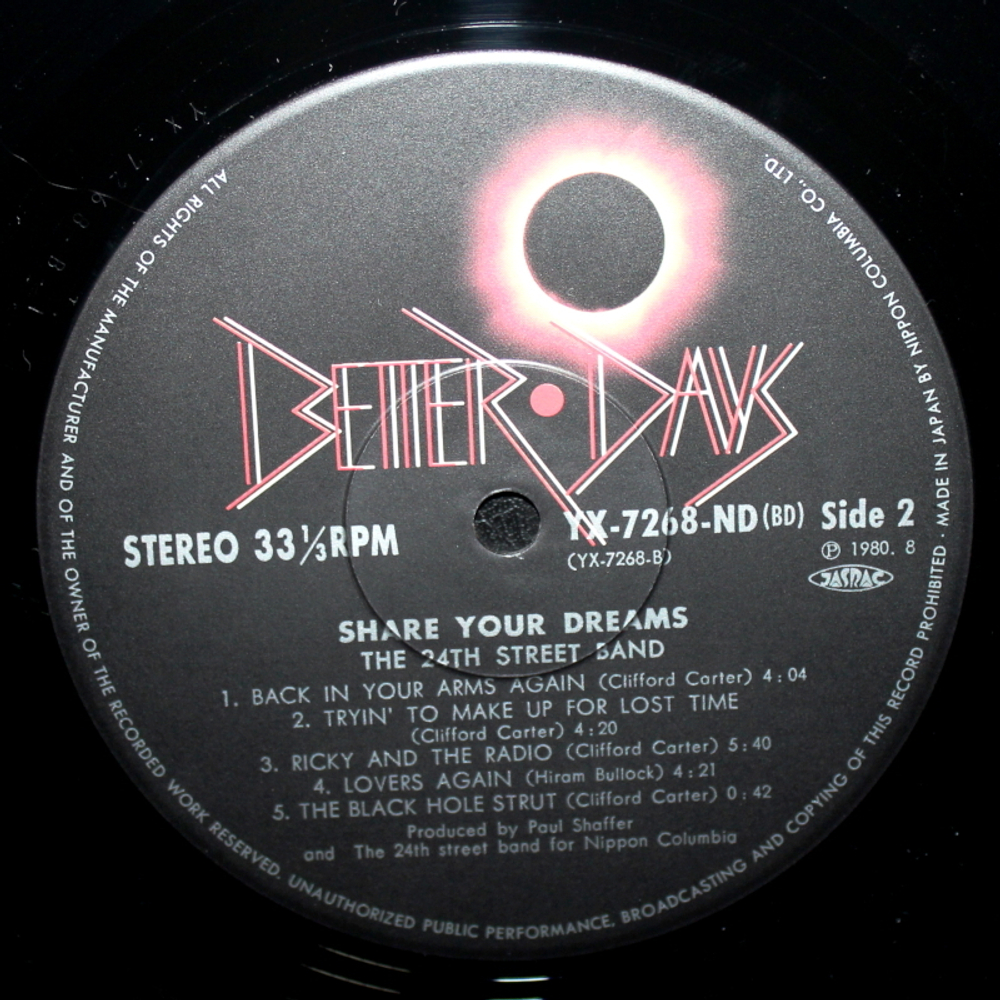 BETTER • DAYS
STEREO 33⅓RPM
YX-7268-ND(BD) Side 2
(YX-7268-B)
Ⓟ 1980. 8
JASRAC
SHARE YOUR DREAMS
THE 24TH STREET BAND
1. BACK IN YOUR ARMS AGAIN (Clifford Carter) 4:04
2. TRYIN' TO MAKE UP FOR LOST TIME
(Clifford Carter) 4:20
3. RICKY AND THE RADIO (Clifford Carter) 5:40
4. LOVERS AGAIN (Hiram Bullock) 4:21
5. THE BLACK HOLE STRUT (Clifford Carter) 0:42
Produced by Paul Shaffer
and The 24th street band for Nippon Columbia
ALL RIGHTS OF THE MANUFACTURER AND OF THE OWNER OF THE RECORDED WORK RESERVED. UNAUTHORIZED PUBLIC PERFORMANCE, BROADCASTING AND COPYING OF THIS RECORD PROHIBITED · MADE IN JAPAN BY NIPPON COLUMBIA CO., LTD.